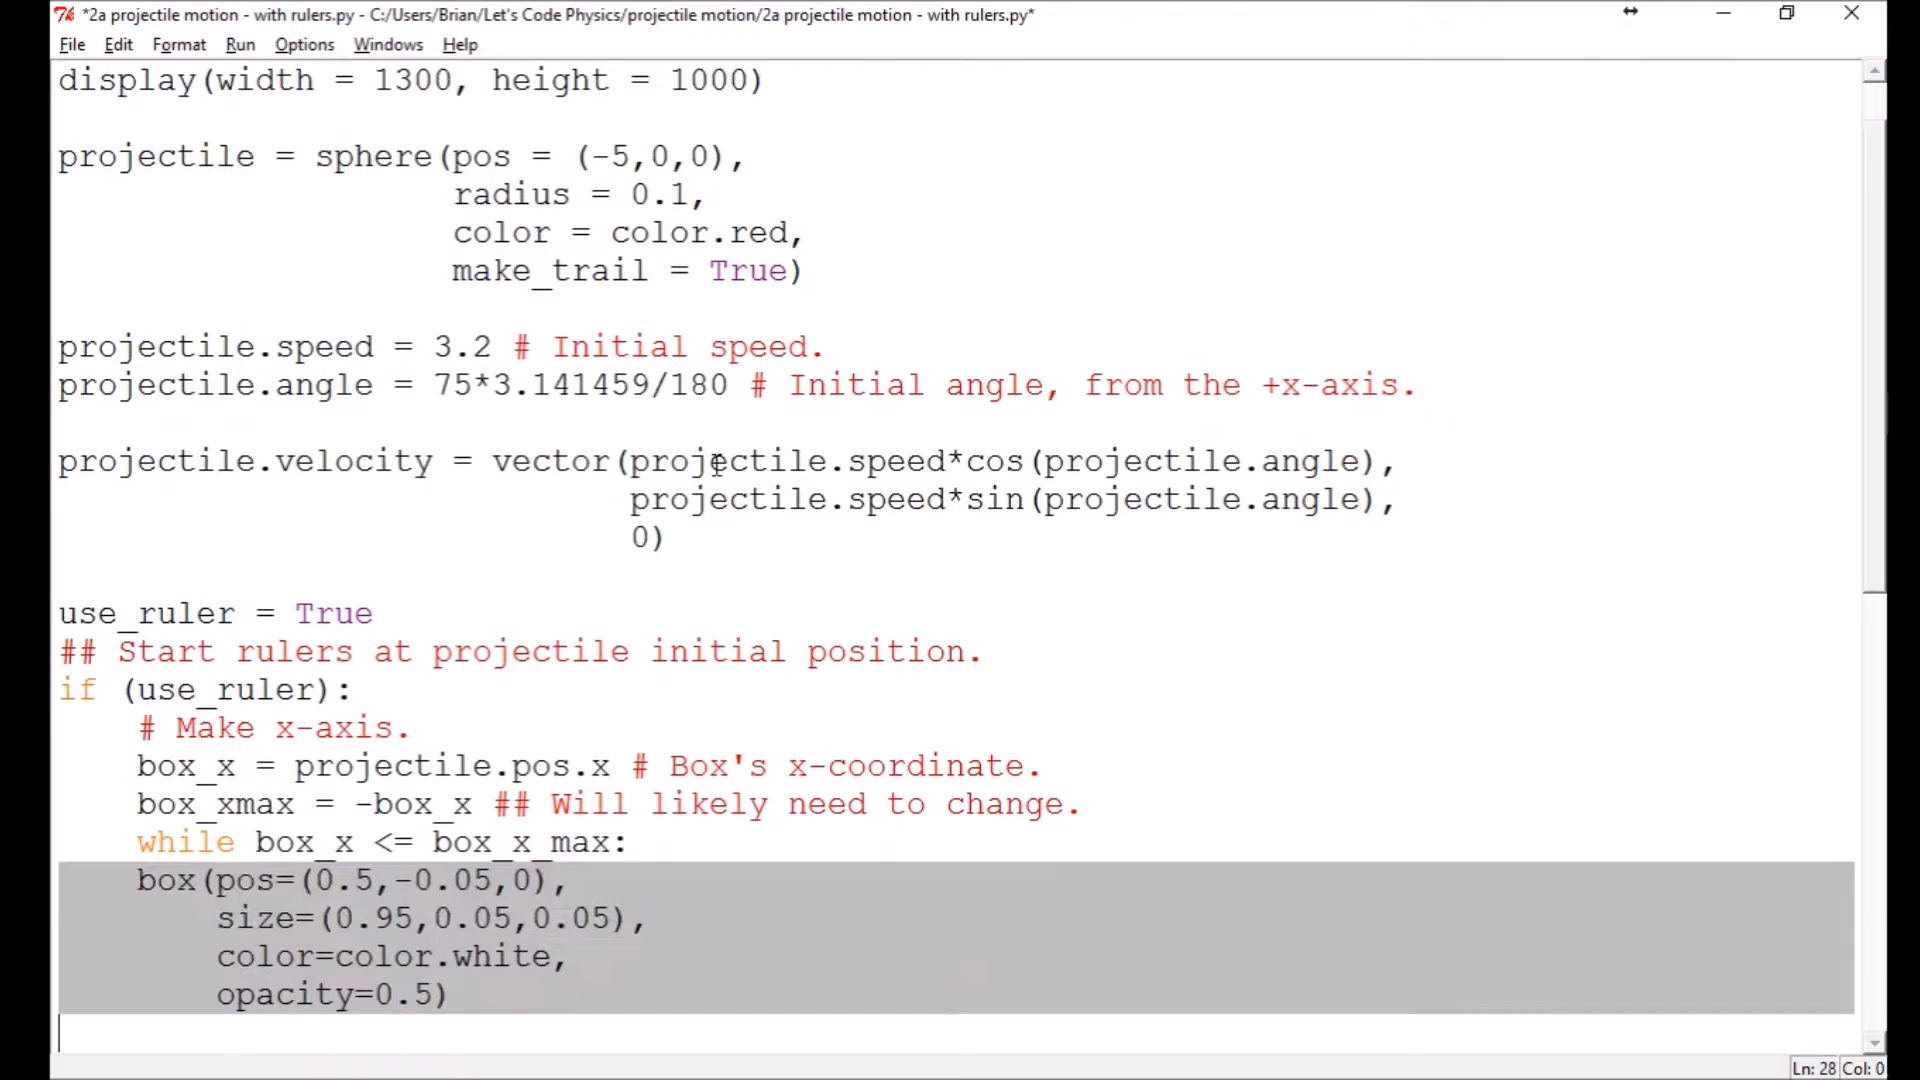 *2a projectile motion - with rulers.py - C:/Users/Brian/Let's Code Physics/projectile motion/2a projectile motion - with rulers.py*
File Edit Format Run Options Windows Help
display(width = 1300, height = 1000)
projectile = sphere(pos = (-5,0,0),
radius = 0.1,
color = color.red,
make_trail = True)
projectile.speed = 3.2 # Initial speed.
projectile.angle = 75*3.141459/180 # Initial angle, from the +x-axis.
projectile.velocity = vector(projectile.speed*cos(projectile.angle),
projectile.speed*sin(projectile.angle),
0)
use_ruler = True
## Start rulers at projectile initial position.
if (use_ruler):
# Make x-axis.
box_x = projectile.pos.x # Box's x-coordinate.
box_xmax = -box_x ## Will likely need to change.
while box_x <= box_x_max:
box(pos=(0.5,-0.05,0),
size=(0.95,0.05,0.05),
color=color.white,
opacity=0.5)
Ln: 28 Col: 0